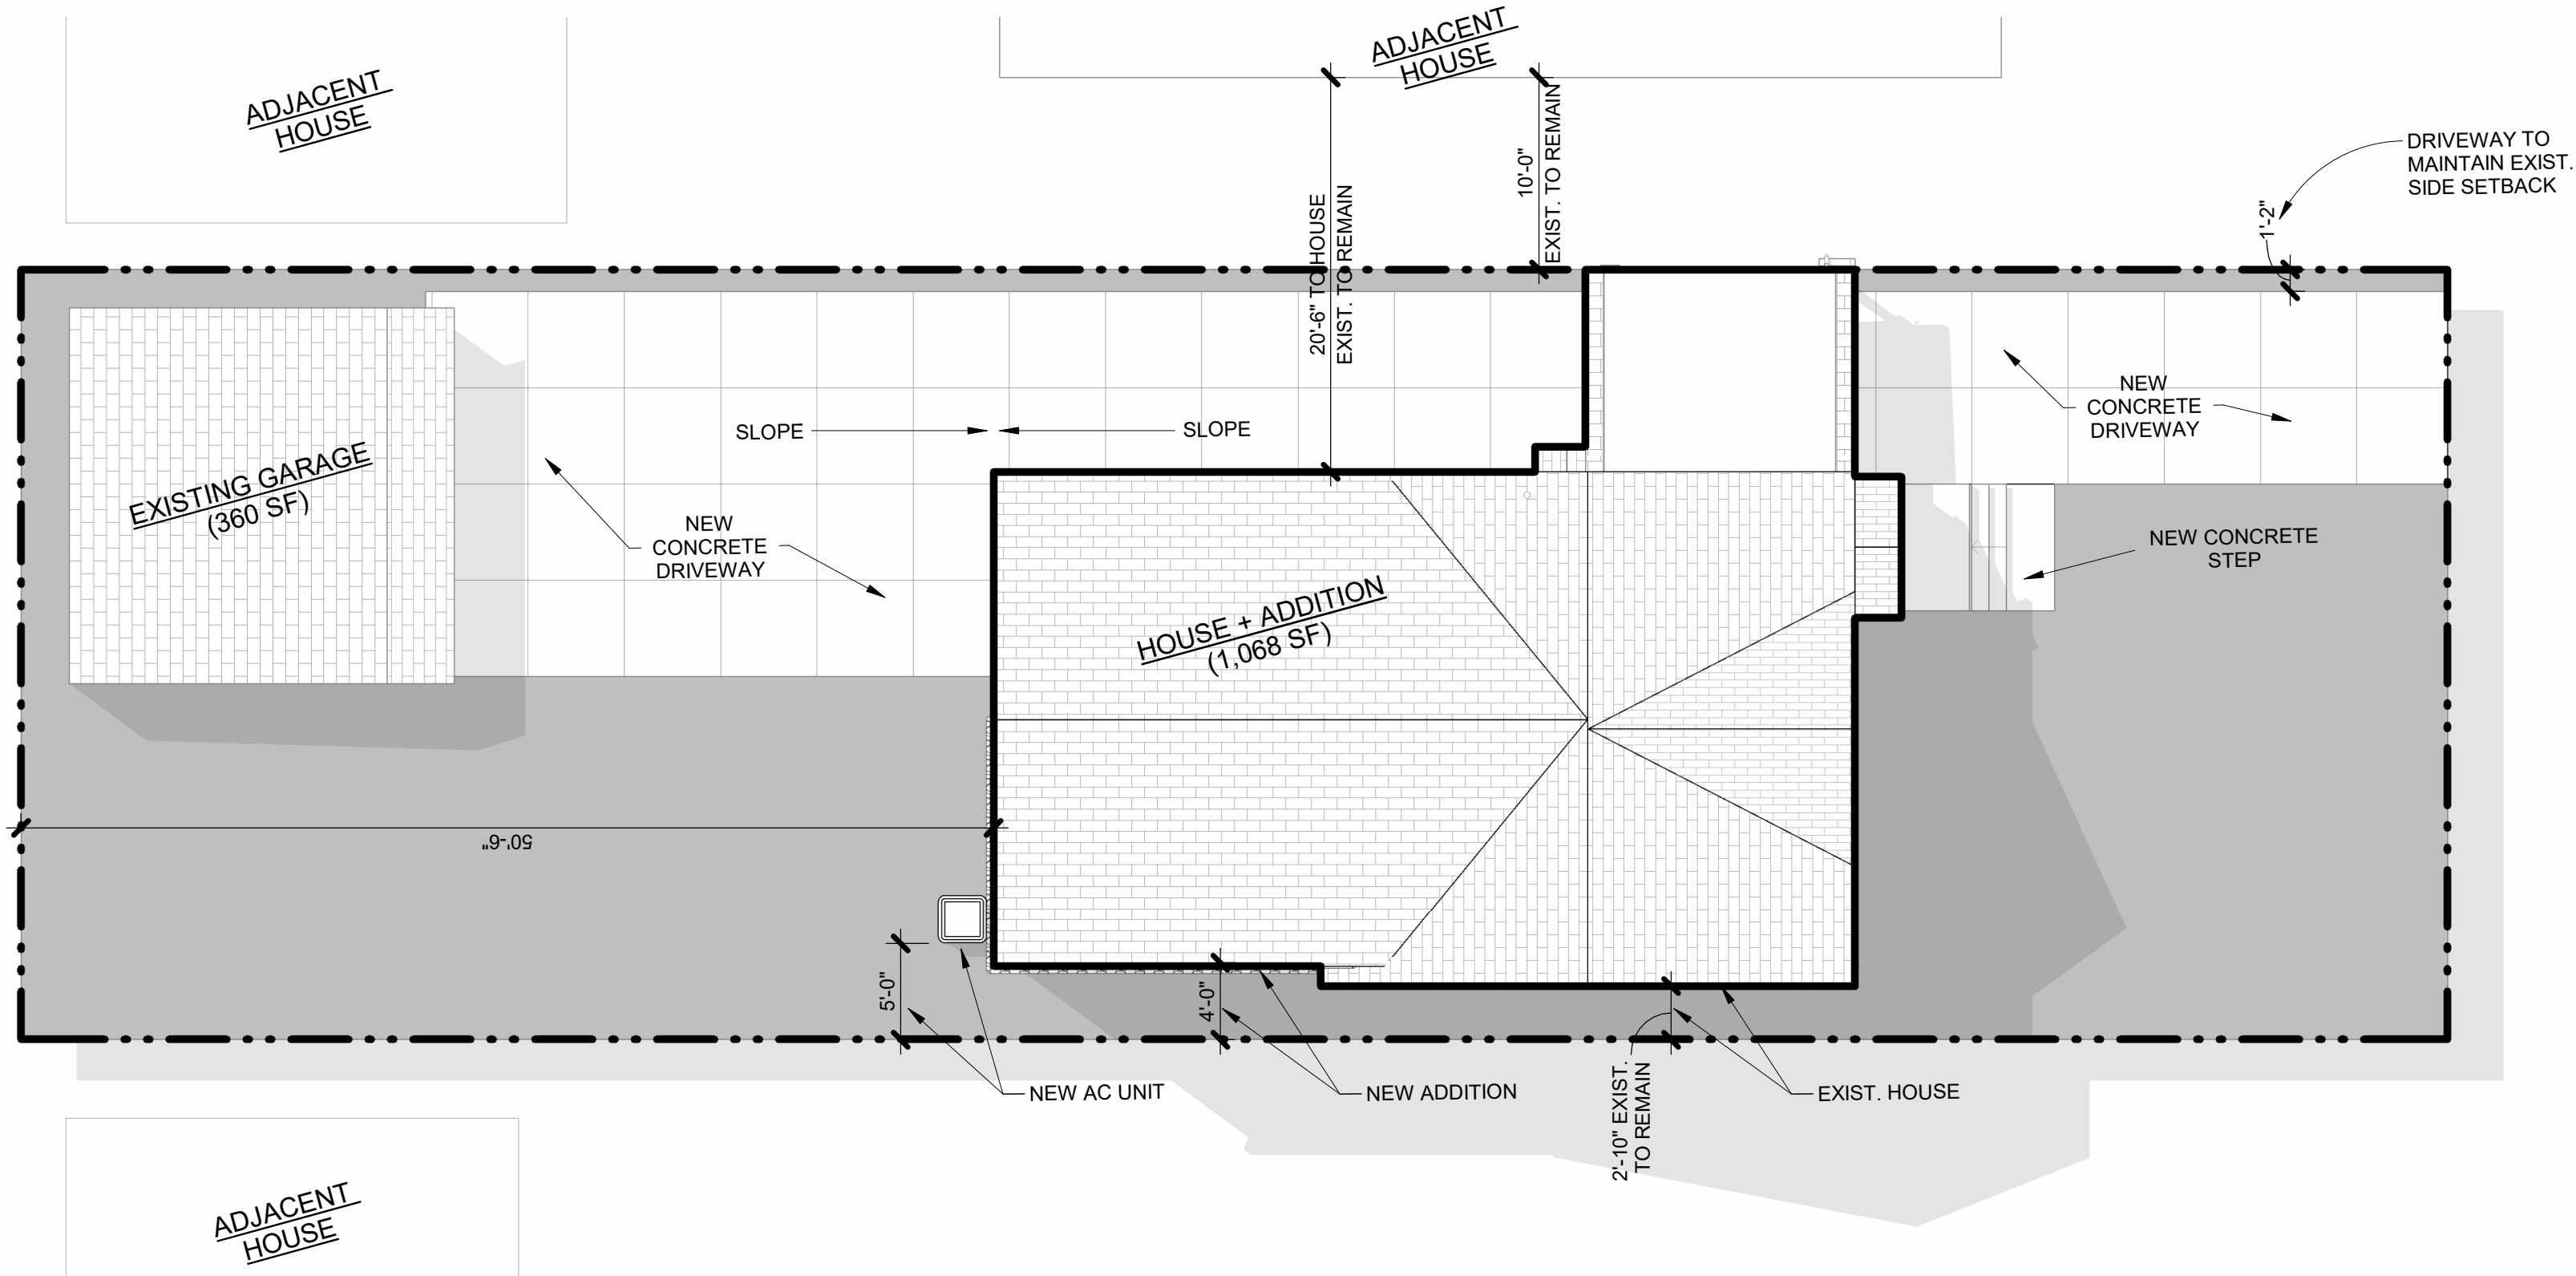 ADJACENT
HOUSE
ADJACENT
HOUSE
DRIVEWAY TO
MAINTAIN EXIST.
SIDE SETBACK
1'-2"
10'-0"
EXIST. TO REMAIN
20'-6" TO HOUSE
EXIST. TO REMAIN
SLOPE
SLOPE
NEW
CONCRETE
DRIVEWAY
EXISTING GARAGE
(360 SF)
NEW
CONCRETE
DRIVEWAY
NEW CONCRETE
STEP
HOUSE + ADDITION
(1,068 SF)
50'-6"
5'-0"
4'-0"
NEW AC UNIT
NEW ADDITION
2'-10" EXIST.
TO REMAIN
EXIST. HOUSE
ADJACENT
HOUSE